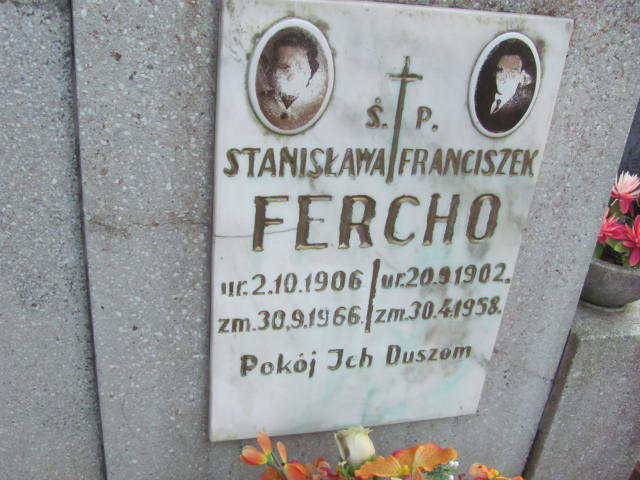 Ś. P.
STANISŁAWA FRANCISZEK
FERCHO
ur. 2.10.1906 ur. 20.9.1902.
zm. 30.9.1966. zm. 30.4.1958.
Pokój Ich Duszom